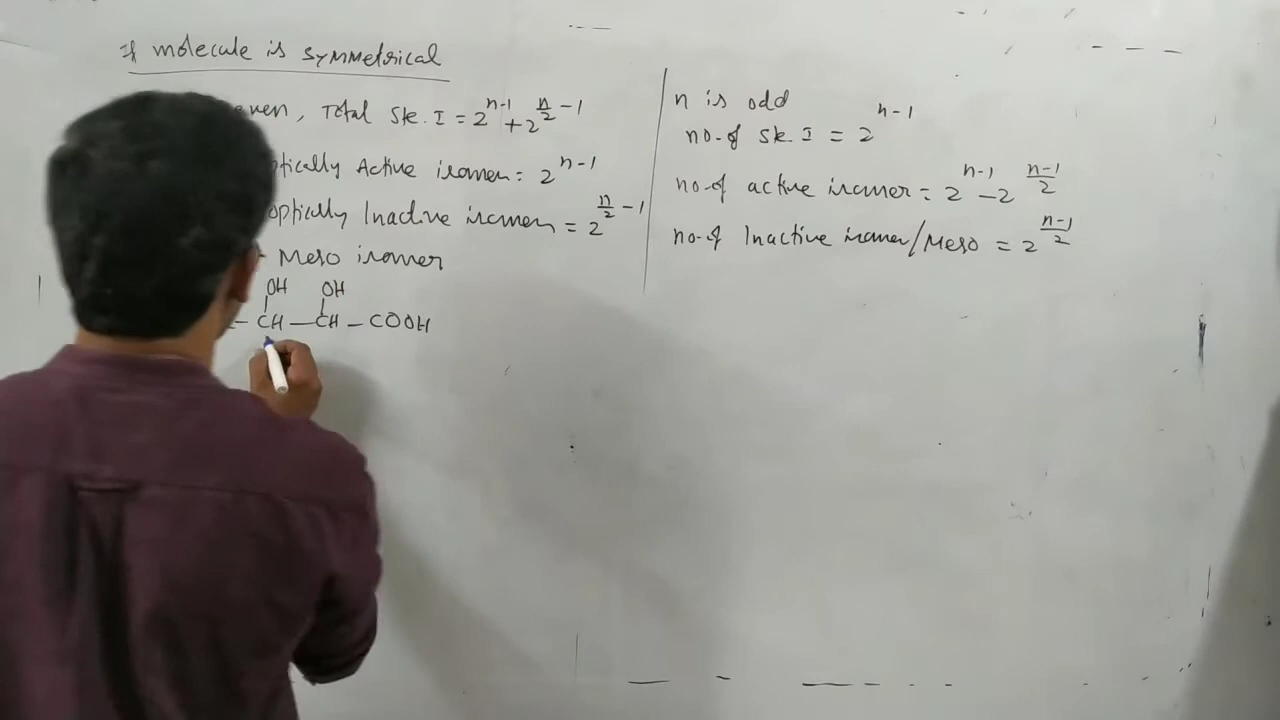 If molecule is symmetrical
even, Total Sk.I = 2^(n-1) + 2^(n/2 - 1)
optically Active isomer = 2^(n-1)
optically Inactive isomer = 2^(n/2 - 1)
Meso isomer
OH OH
- CH — CH - COOH
n is odd
no. of Sk. I = 2^(n-1)
no. of active isomer = 2^(n-1) - 2^((n-1)/2)
no. of Inactive isomer/Meso = 2^((n-1)/2)